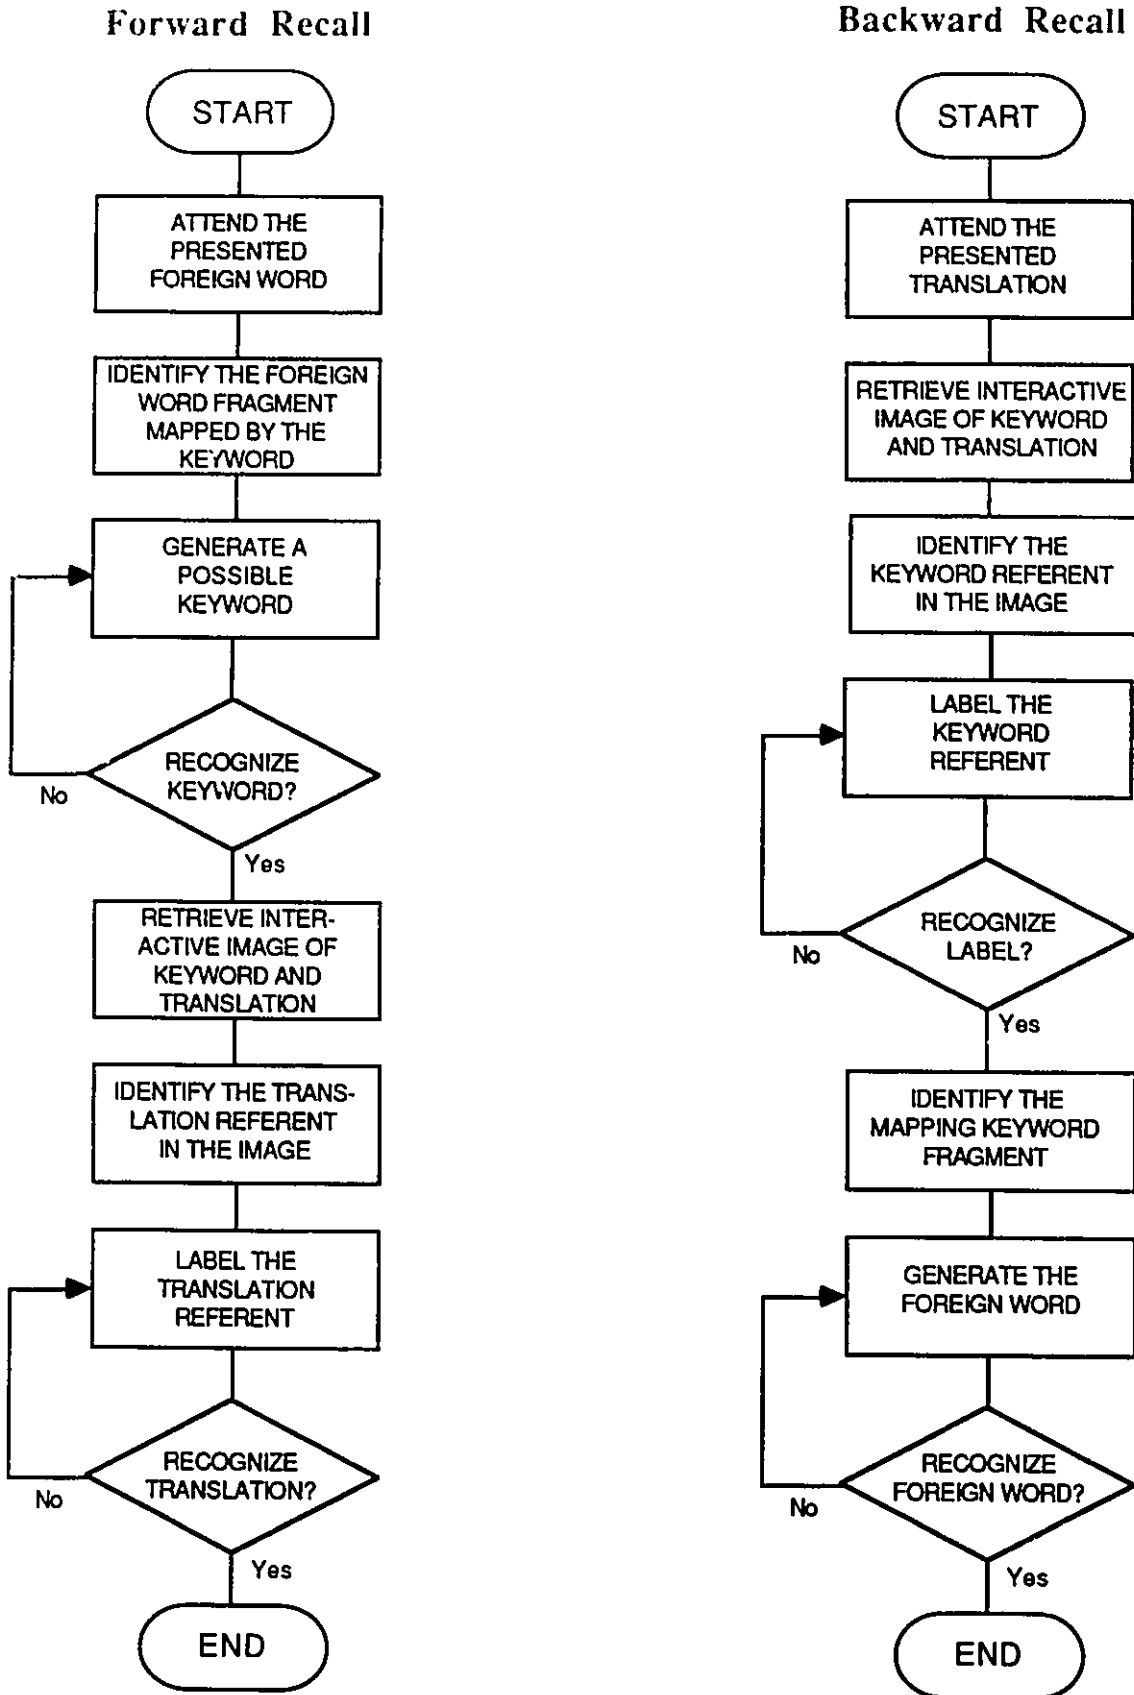 Forward Recall
START
ATTEND THE
PRESENTED
FOREIGN WORD
IDENTIFY THE FOREIGN
WORD FRAGMENT
MAPPED BY THE
KEYWORD
GENERATE A
POSSIBLE
KEYWORD
RECOGNIZE
KEYWORD?
No
Yes
RETRIEVE INTER-
ACTIVE IMAGE OF
KEYWORD AND
TRANSLATION
IDENTIFY THE TRANS-
LATION REFERENT
IN THE IMAGE
LABEL THE
TRANSLATION
REFERENT
RECOGNIZE
TRANSLATION?
No
Yes
END
Backward Recall
START
ATTEND THE
PRESENTED
TRANSLATION
RETRIEVE INTERACTIVE
IMAGE OF KEYWORD
AND TRANSLATION
IDENTIFY THE
KEYWORD REFERENT
IN THE IMAGE
LABEL THE
KEYWORD
REFERENT
RECOGNIZE
LABEL?
No
Yes
IDENTIFY THE
MAPPING KEYWORD
FRAGMENT
GENERATE THE
FOREIGN WORD
RECOGNIZE
FOREIGN WORD?
No
Yes
END